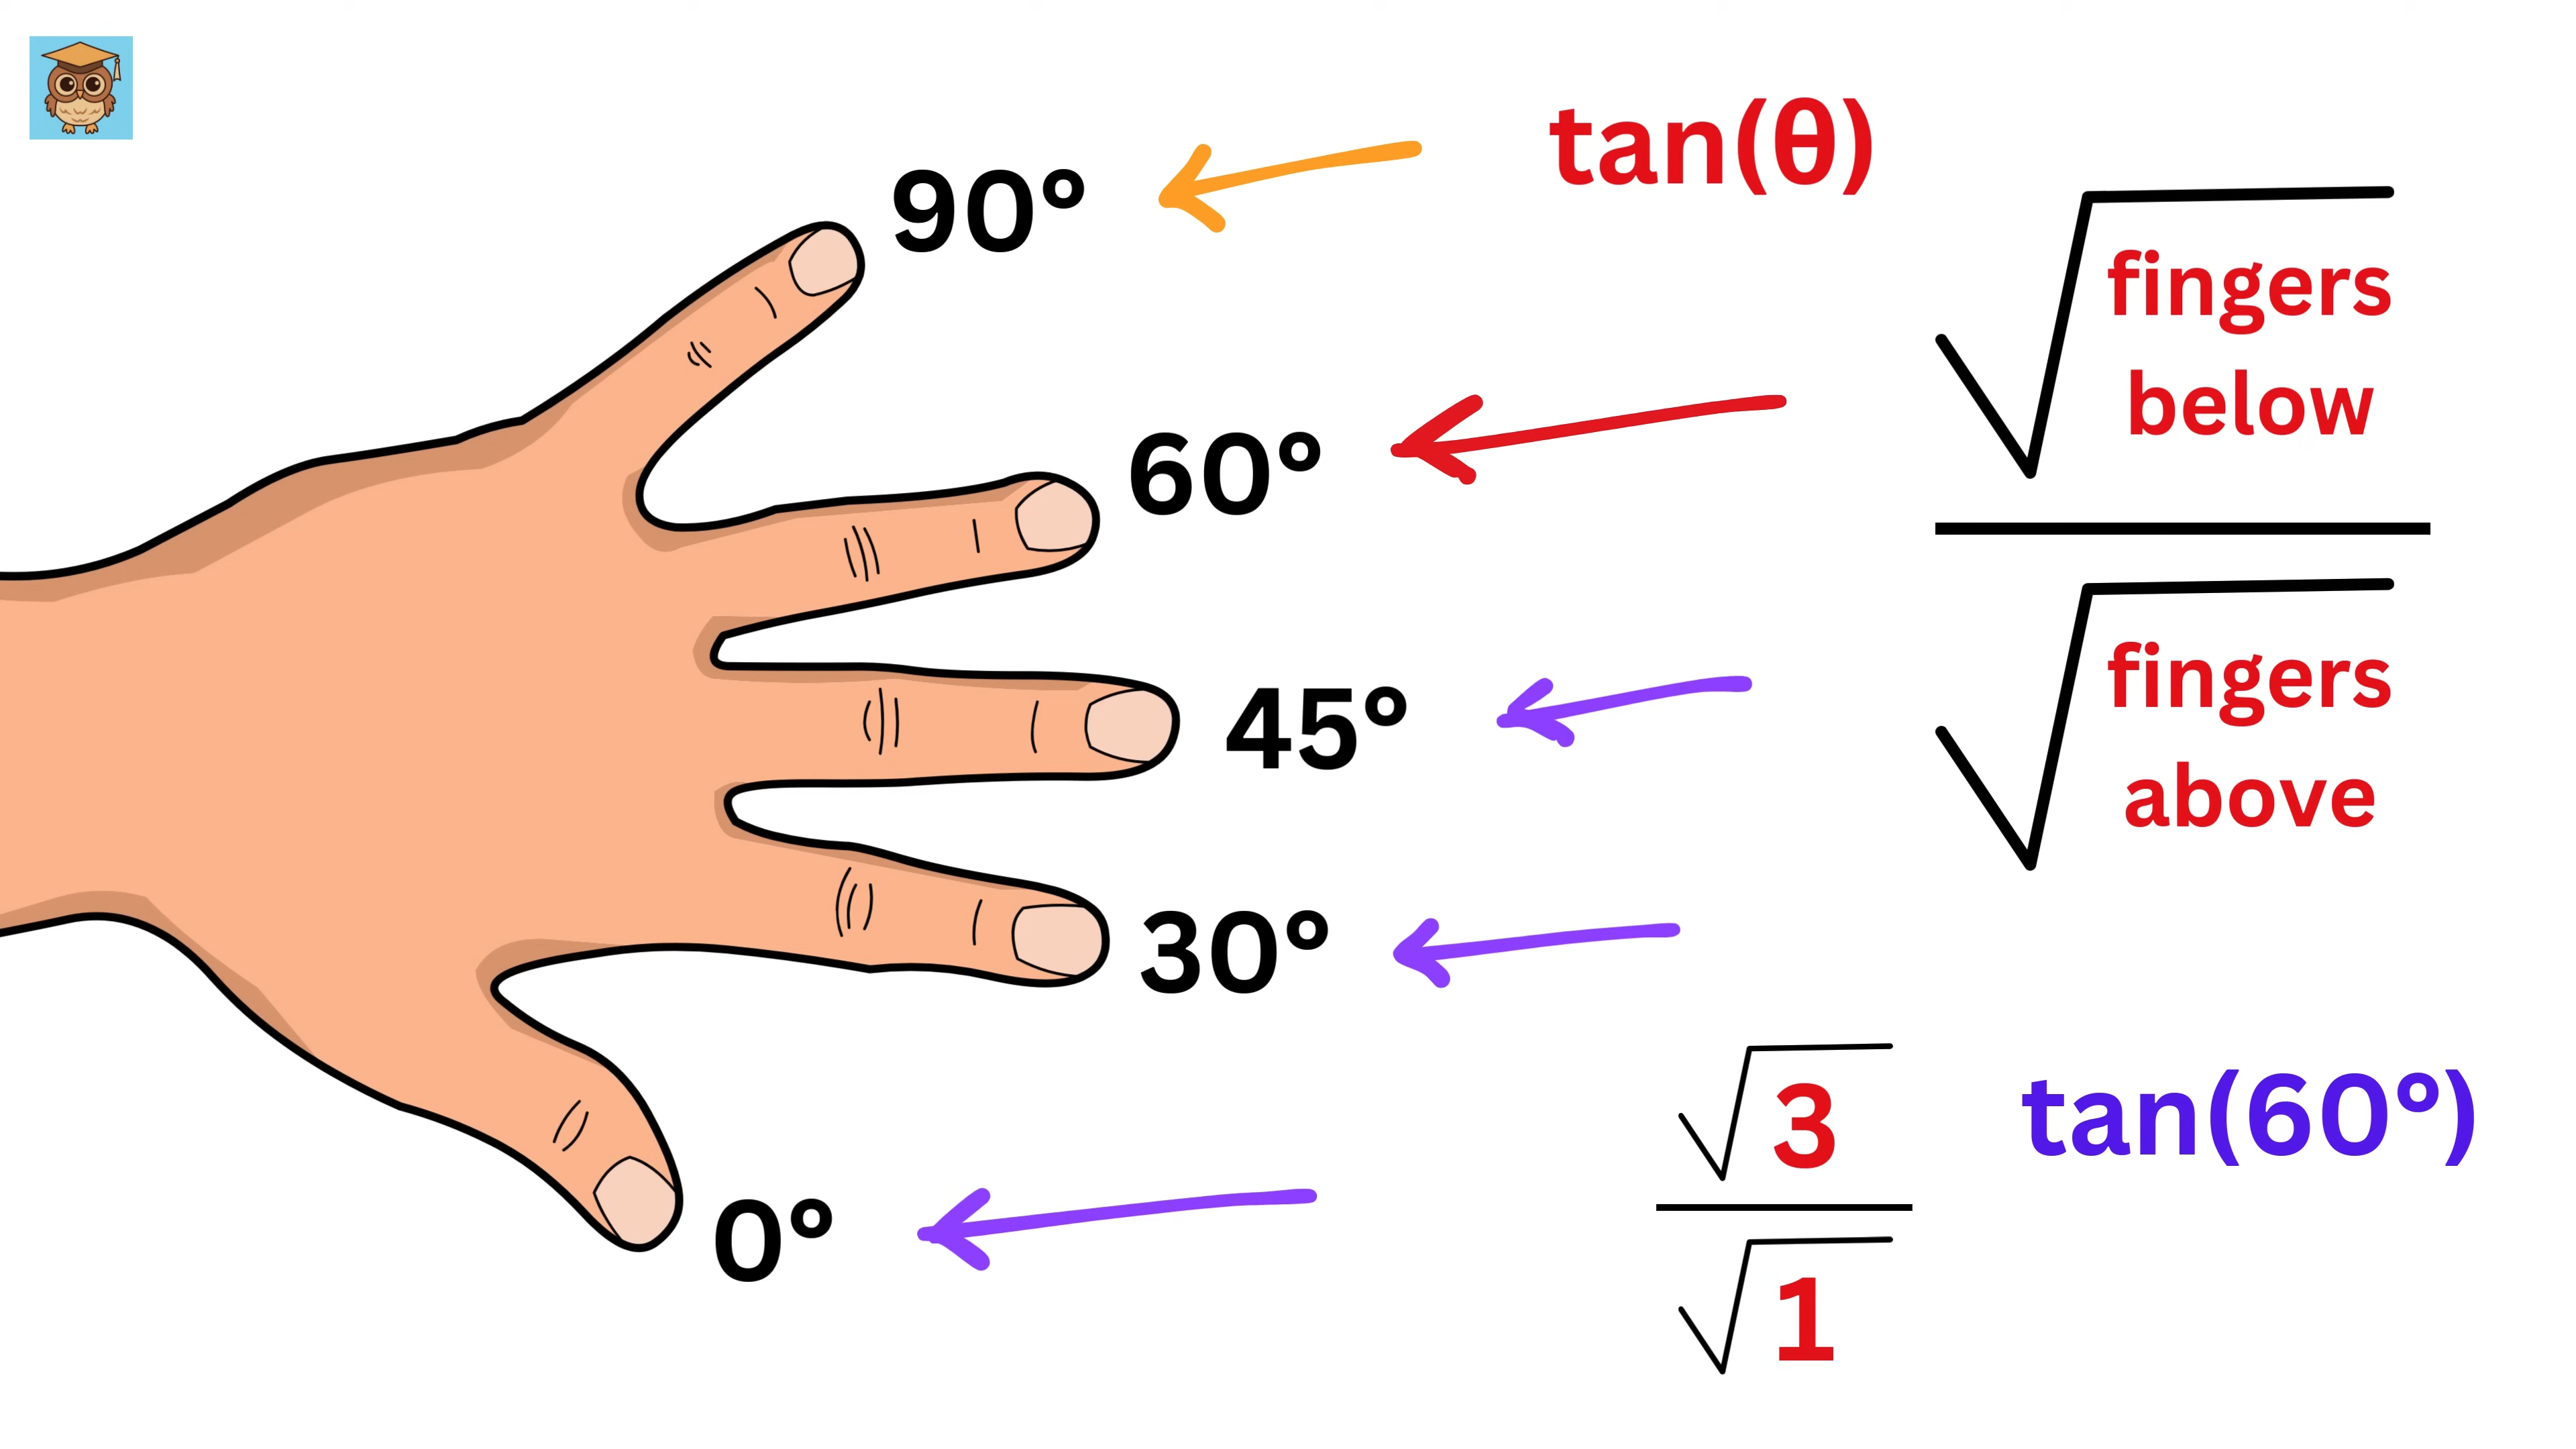 90°
tan(θ)
√fingers
below
60°
√fingers
above
45°
30°
√3
√1
tan(60°)
0°